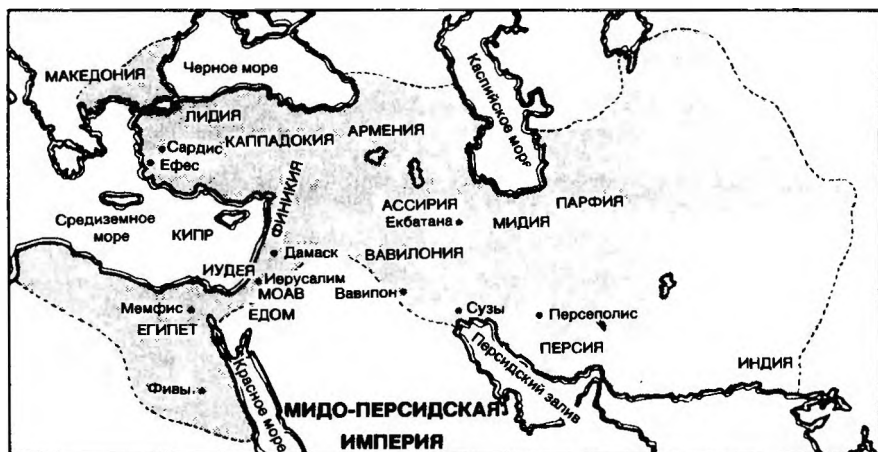 МАКЕДОНИЯ
Черное море
Каспийское море
ЛИДИЯ
КАППАДОКИЯ
АРМЕНИЯ
Сардис
Ефес
ФИНИКИЯ
АССИРИЯ
ПАРФИЯ
Екбатана
МИДИЯ
Средиземное
море
КИПР
Дамаск
ВАВИЛОНИЯ
ИУДЕЯ
Иерусалим
МОАВ
Вавипон
Мемфис
ЕГИПЕТ
ЕДОМ
Сузы
Персеполис
ПЕРСИЯ
ИНДИЯ
Персидский залив
Фивы
Красное море
МИДО-ПЕРСИДСКАЯ
ИМПЕРИЯ